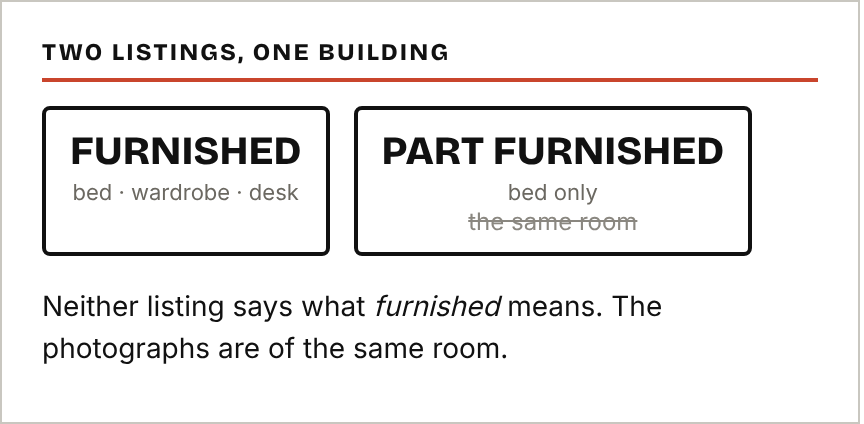 TWO LISTINGS, ONE BUILDING
FURNISHED
bed · wardrobe · desk
PART FURNISHED
bed only
the same room
Neither listing says what furnished means. The
photographs are of the same room.